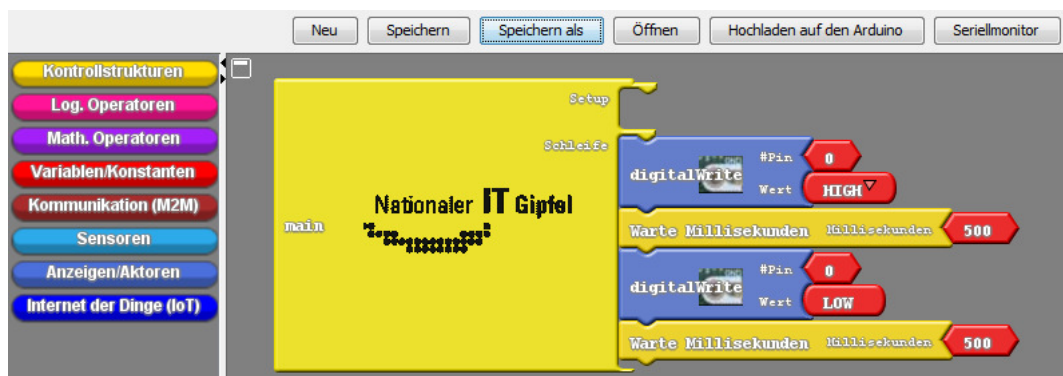 Neu Speichern Speichern als Öffnen Hochladen auf den Arduino Seriellmonitor
Kontrollstrukturen
Log. Operatoren
Math. Operatoren
Variablen/Konstanten
Kommunikation (M2M)
Sensoren
Anzeigen/Aktoren
Internet der Dinge (IoT)
main
Nationaler IT Gipfel
Setup
Schleife
digitalWrite
#Pin 0
Wert HIGH
Warte Millisekunden Millisekunden 500
digitalWrite
#Pin 0
Wert LOW
Warte Millisekunden Millisekunden 500